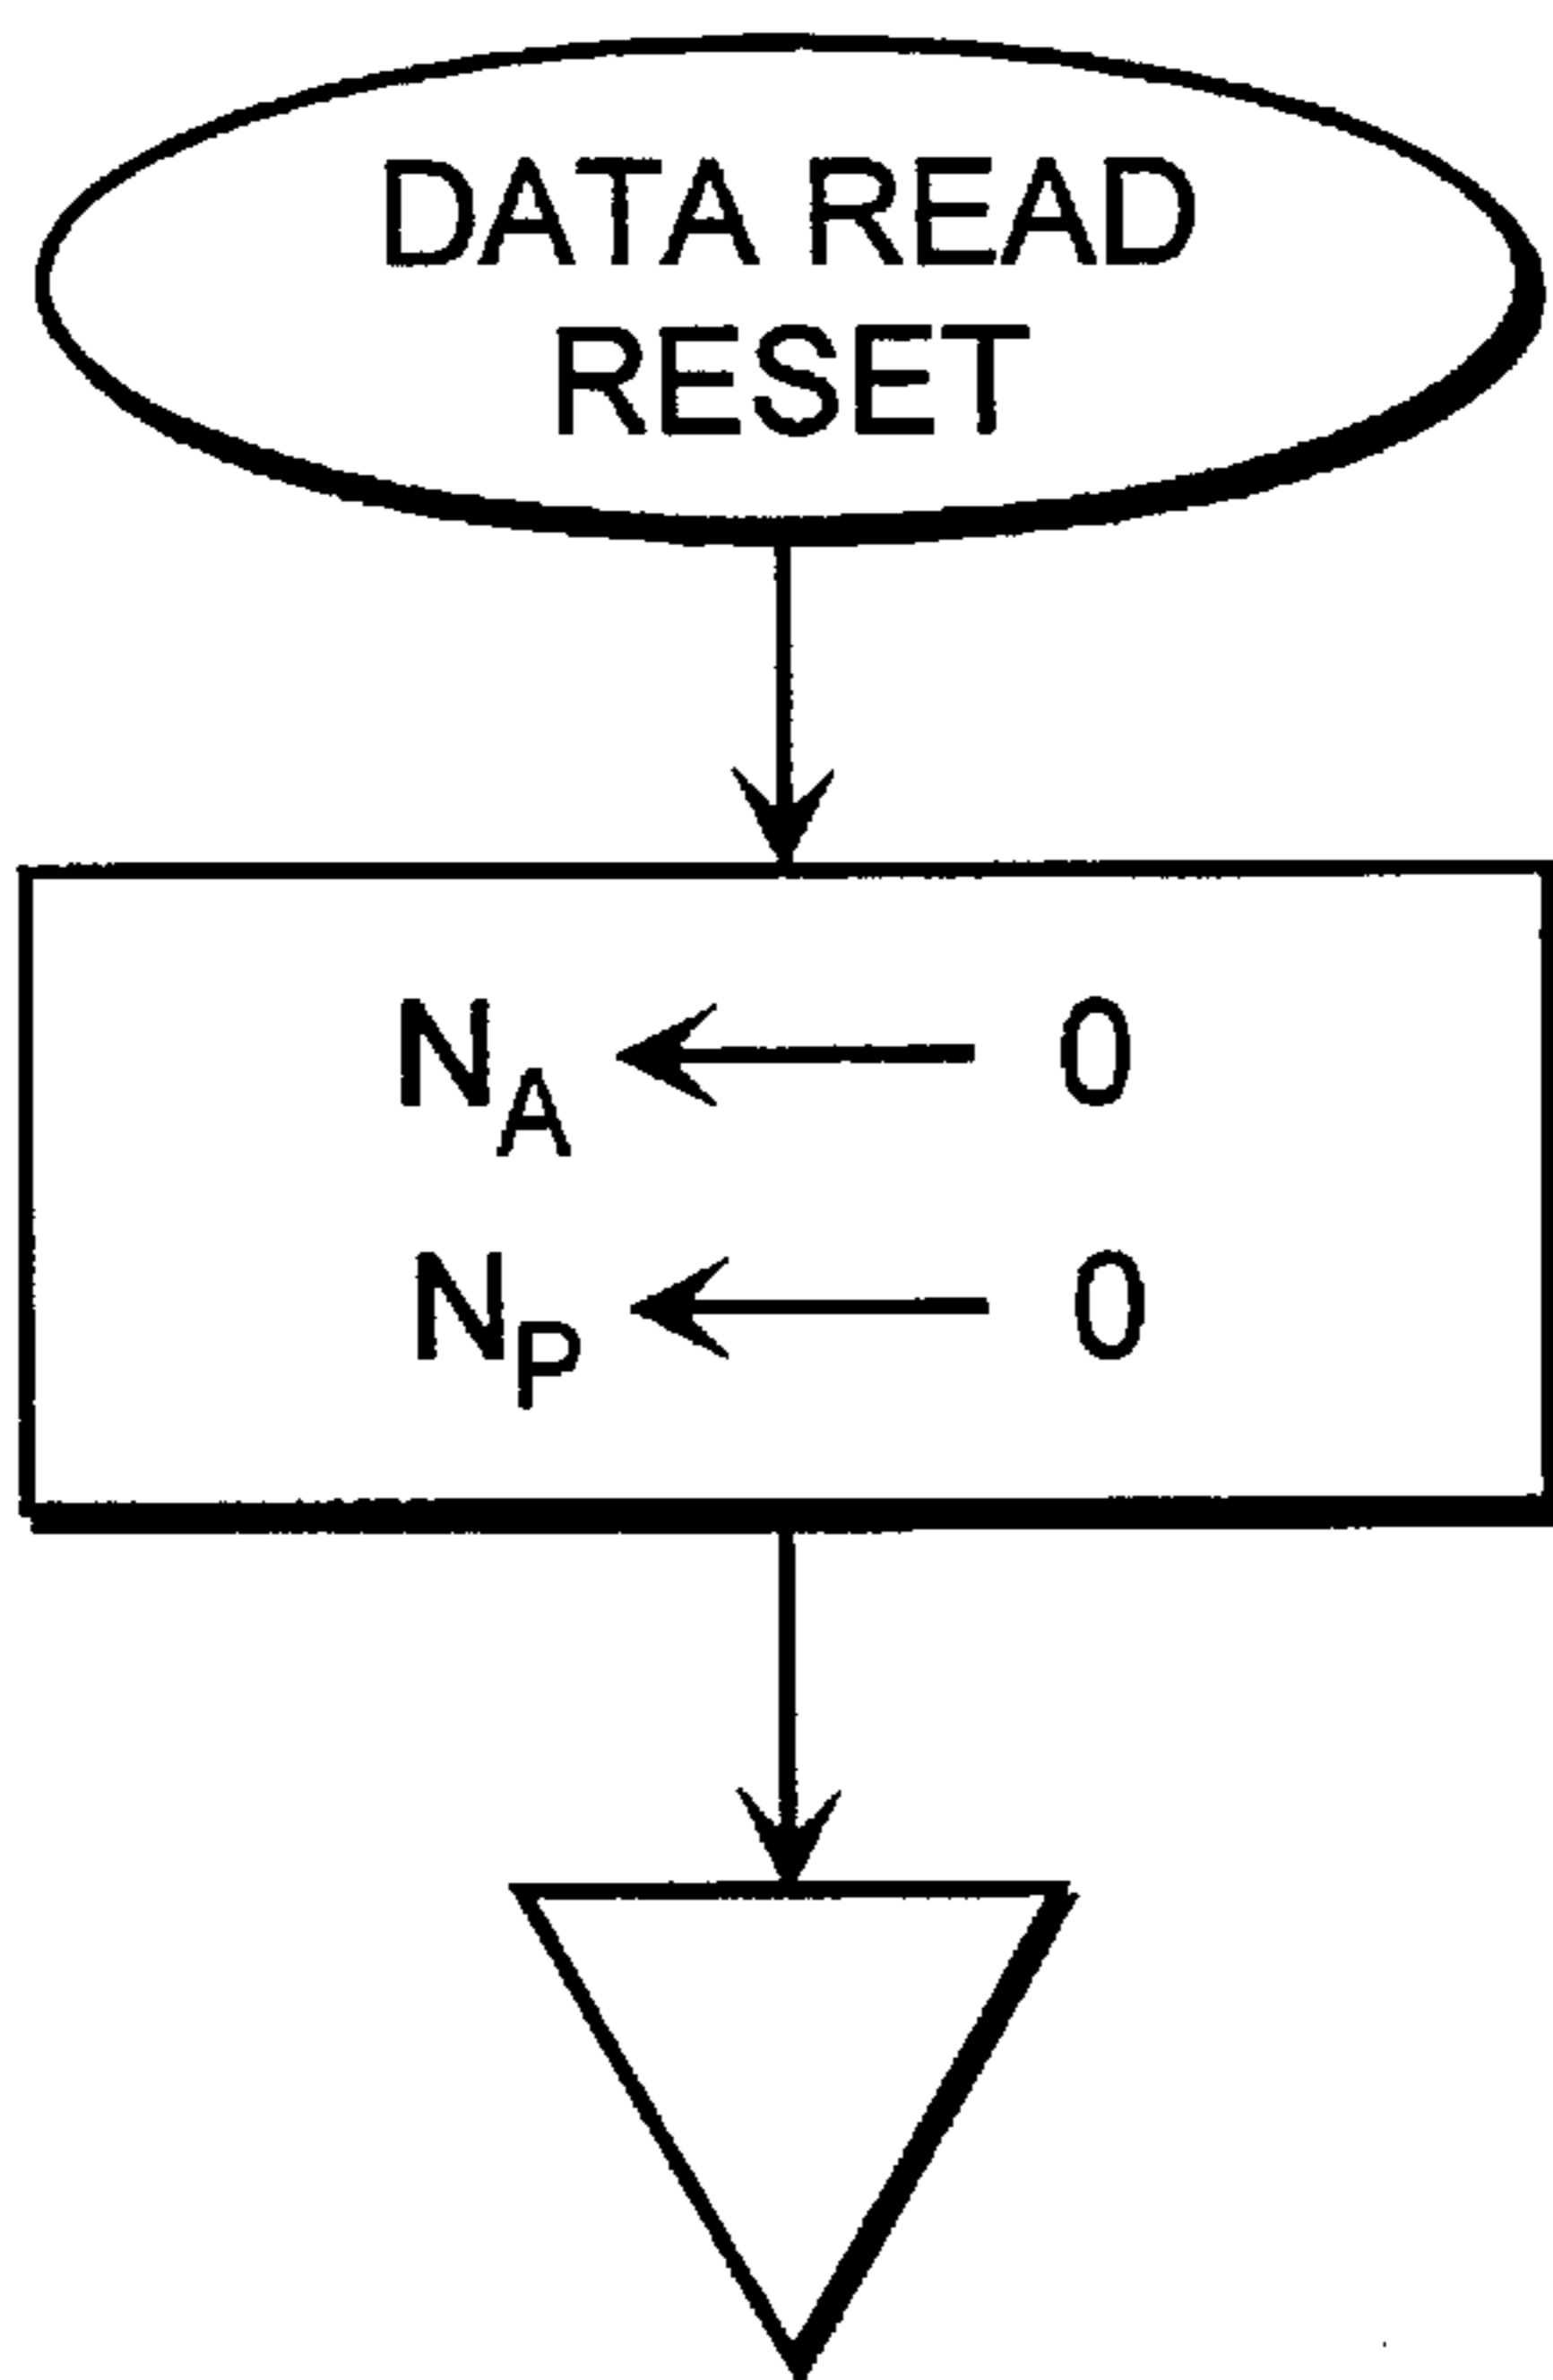 DATA READ
RESET
N_A ← 0
N_P ← 0